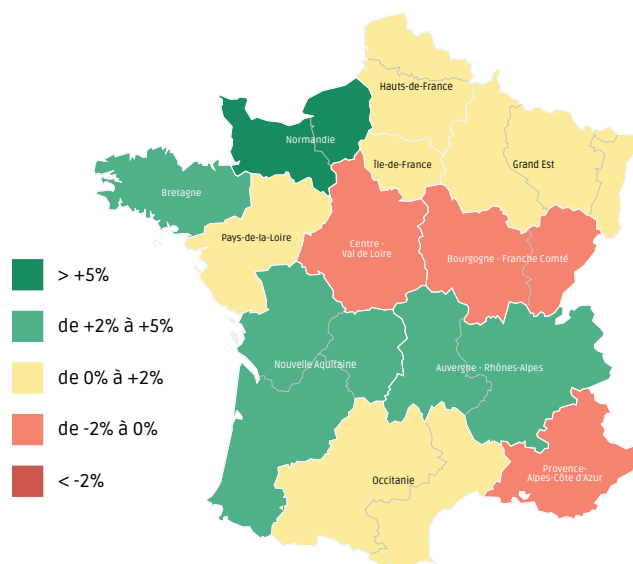 Hauts-de-France
Normandie
Île-de-France
Grand Est
Bretagne
Pays-de-la-Loire
Centre -
Val de Loire
Bourgogne - Franche Comté
> +5%
de +2% à +5%
de 0% à +2%
de -2% à 0%
< -2%
Nouvelle Aquitaine
Auvergne - Rhônes-Alpes
Occitanie
Provence-
Alpes-Côte d'Azur